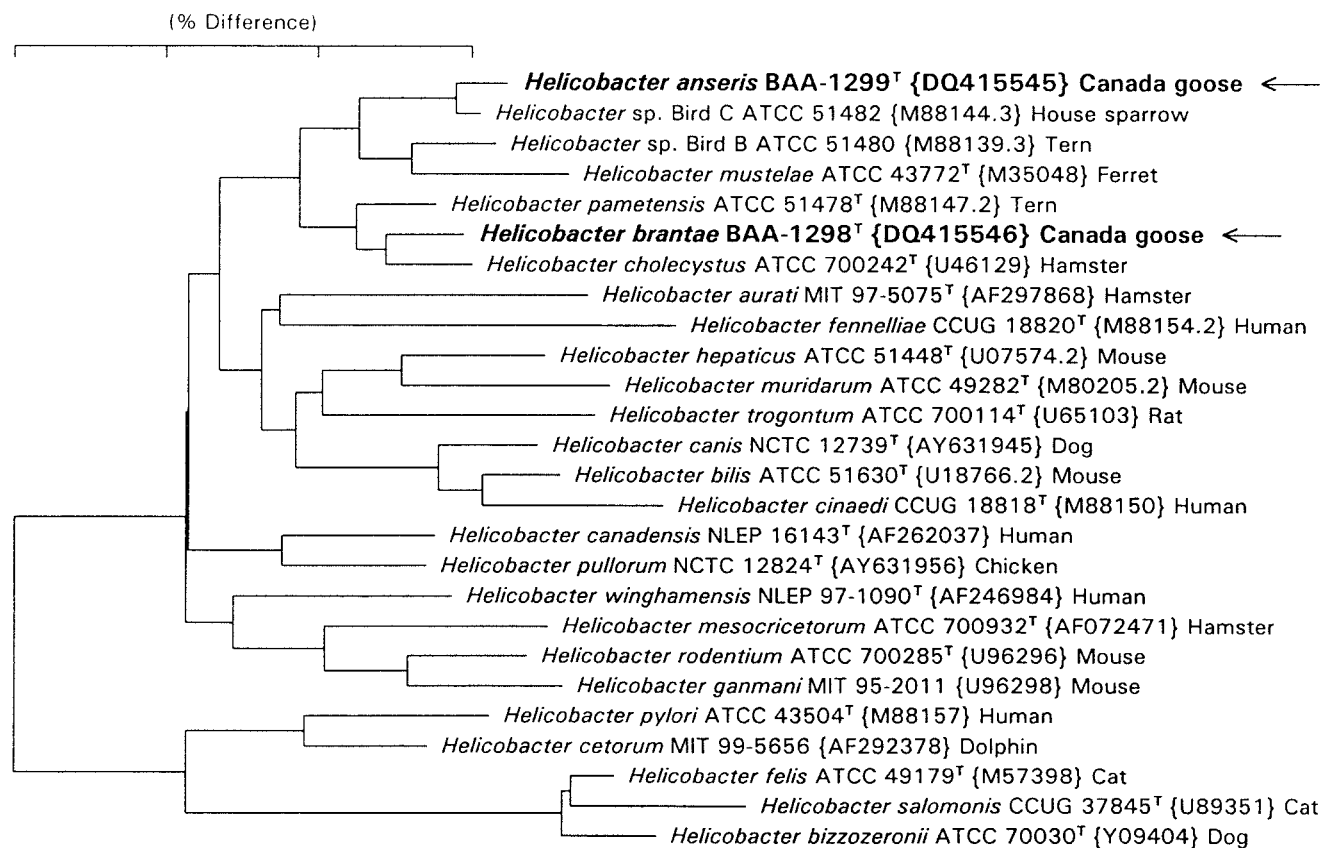 (% Difference)
Helicobacter anseris BAA-1299ᵀ {DQ415545} Canada goose
Helicobacter sp. Bird C ATCC 51482 {M88144.3} House sparrow
Helicobacter sp. Bird B ATCC 51480 {M88139.3} Tern
Helicobacter mustelae ATCC 43772ᵀ {M35048} Ferret
Helicobacter pametensis ATCC 51478ᵀ {M88147.2} Tern
Helicobacter brantae BAA-1298ᵀ {DQ415546} Canada goose
Helicobacter cholecystus ATCC 700242ᵀ {U46129} Hamster
Helicobacter aurati MIT 97-5075ᵀ {AF297868} Hamster
Helicobacter fennelliae CCUG 18820ᵀ {M88154.2} Human
Helicobacter hepaticus ATCC 51448ᵀ {U07574.2} Mouse
Helicobacter muridarum ATCC 49282ᵀ {M80205.2} Mouse
Helicobacter trogontum ATCC 700114ᵀ {U65103} Rat
Helicobacter canis NCTC 12739ᵀ {AY631945} Dog
Helicobacter bilis ATCC 51630ᵀ {U18766.2} Mouse
Helicobacter cinaedi CCUG 18818ᵀ {M88150} Human
Helicobacter canadensis NLEP 16143ᵀ {AF262037} Human
Helicobacter pullorum NCTC 12824ᵀ {AY631956} Chicken
Helicobacter winghamensis NLEP 97-1090ᵀ {AF246984} Human
Helicobacter mesocricetorum ATCC 700932ᵀ {AF072471} Hamster
Helicobacter rodentium ATCC 700285ᵀ {U96296} Mouse
Helicobacter ganmani MIT 95-2011 {U96298} Mouse
Helicobacter pylori ATCC 43504ᵀ {M88157} Human
Helicobacter cetorum MIT 99-5656 {AF292378} Dolphin
Helicobacter felis ATCC 49179ᵀ {M57398} Cat
Helicobacter salomonis CCUG 37845ᵀ {U89351} Cat
Helicobacter bizzozeronii ATCC 70030ᵀ {Y09404} Dog